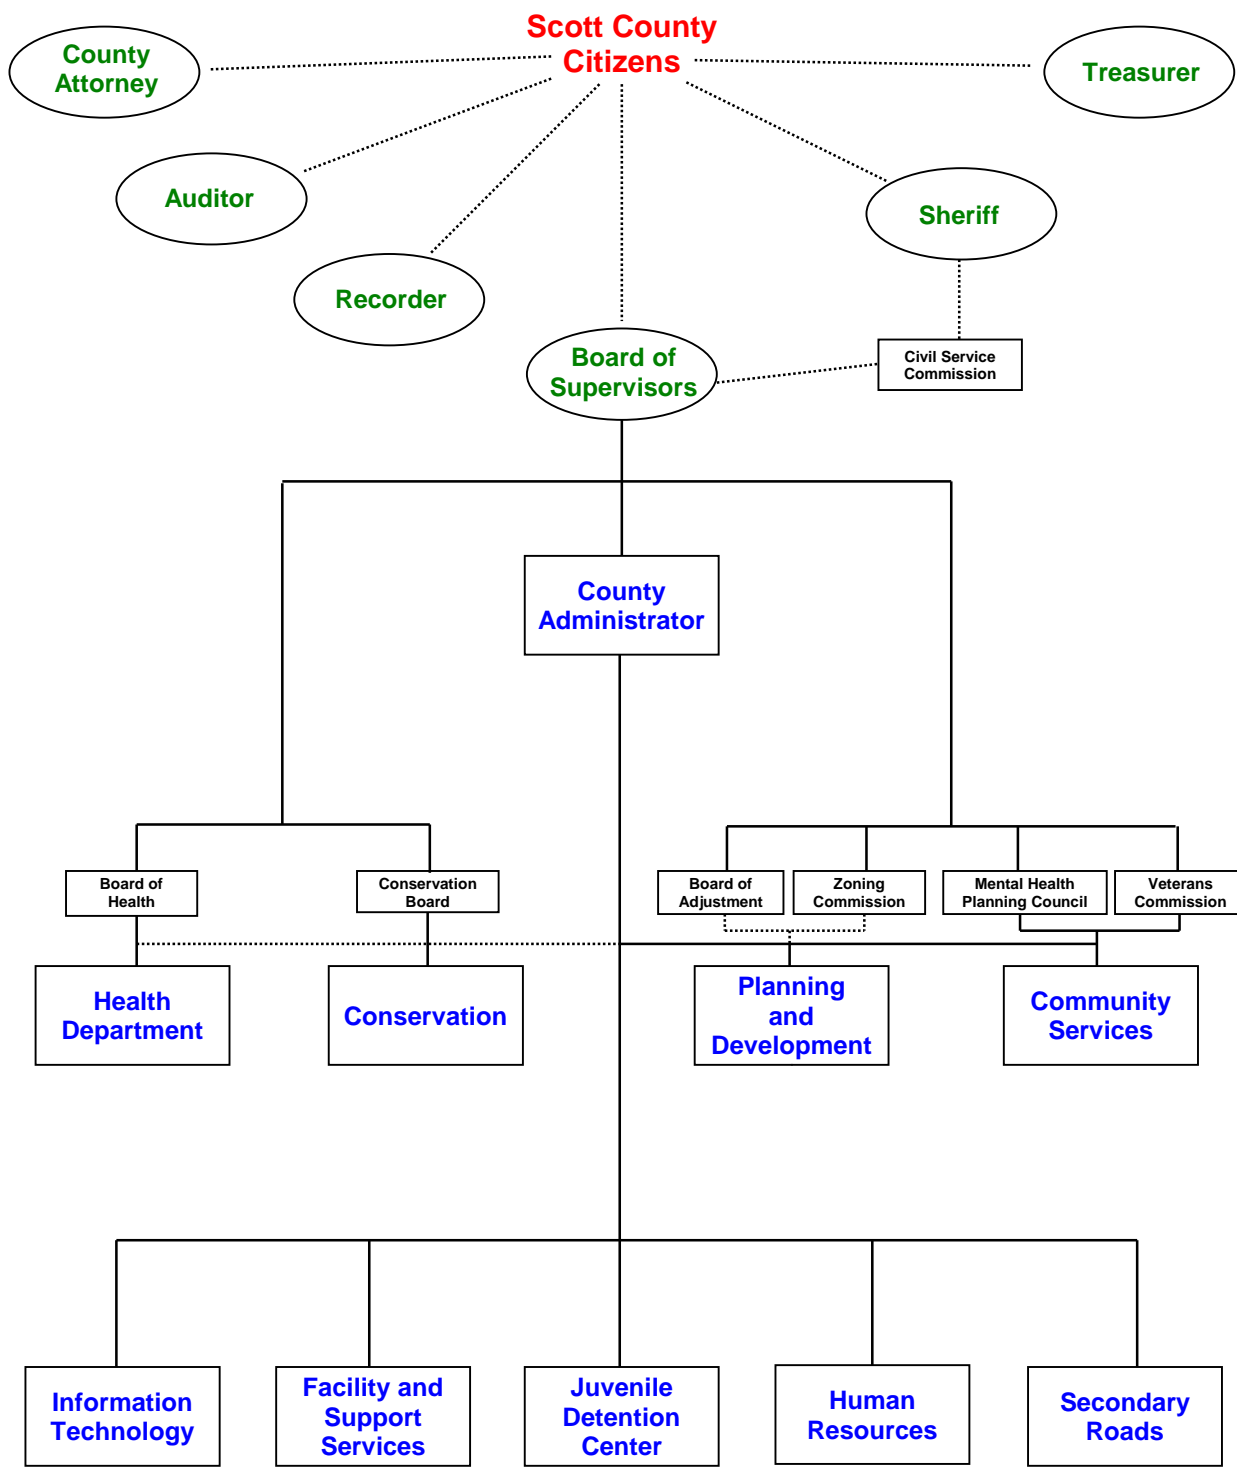 Scott County
Citizens
County
Attorney
Treasurer
Auditor
Sheriff
Recorder
Board of
Supervisors
Civil Service
Commission
County
Administrator
Board of
Health
Conservation
Board
Board of
Adjustment
Zoning
Commission
Mental Health
Planning Council
Veterans
Commission
Health
Department
Conservation
Planning
and
Development
Community
Services
Information
Technology
Facility and
Support
Services
Juvenile
Detention
Center
Human
Resources
Secondary
Roads